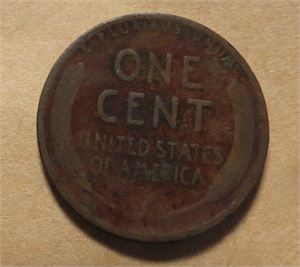 E·PLURIBUS·UNUM
ONE
CENT
UNITED STATES
OF AMERICA